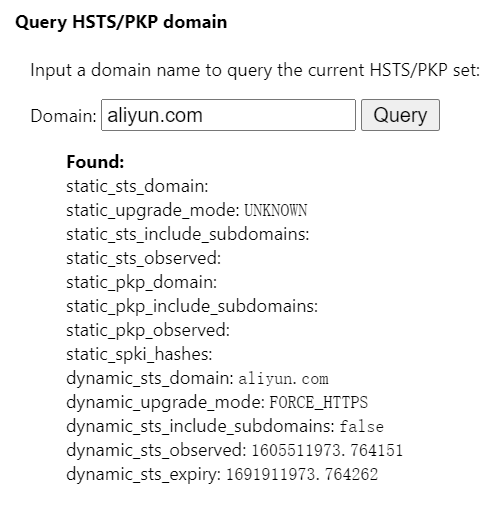 Query HSTS/PKP domain
Input a domain name to query the current HSTS/PKP set:
Domain: aliyun.com Query
Found:
static_sts_domain:
static_upgrade_mode: UNKNOWN
static_sts_include_subdomains:
static_sts_observed:
static_pkp_domain:
static_pkp_include_subdomains:
static_pkp_observed:
static_spki_hashes:
dynamic_sts_domain: aliyun.com
dynamic_upgrade_mode: FORCE_HTTPS
dynamic_sts_include_subdomains: false
dynamic_sts_observed: 1605511973.764151
dynamic_sts_expiry: 1691911973.764262